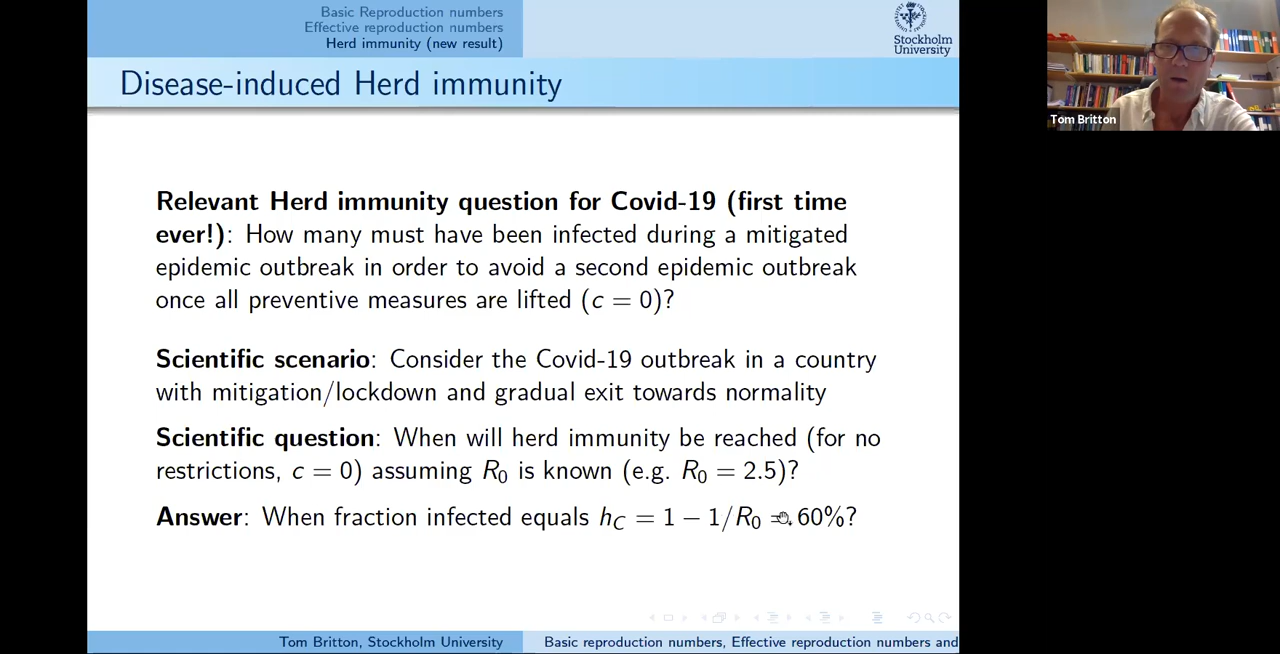 Basic Reproduction numbers
Effective reproduction numbers
Herd immunity (new result)
Stockholm
University
Tom Britton
Disease-induced Herd immunity
Relevant Herd immunity question for Covid-19 (first time
ever!): How many must have been infected during a mitigated
epidemic outbreak in order to avoid a second epidemic outbreak
once all preventive measures are lifted (c = 0)?
Scientific scenario: Consider the Covid-19 outbreak in a country
with mitigation/lockdown and gradual exit towards normality
Scientific question: When will herd immunity be reached (for no
restrictions, c = 0) assuming R₀ is known (e.g. R₀ = 2.5)?
Answer: When fraction infected equals h_C = 1 − 1/R₀ = 60%?
Tom Britton, Stockholm University
Basic reproduction numbers, Effective reproduction numbers and